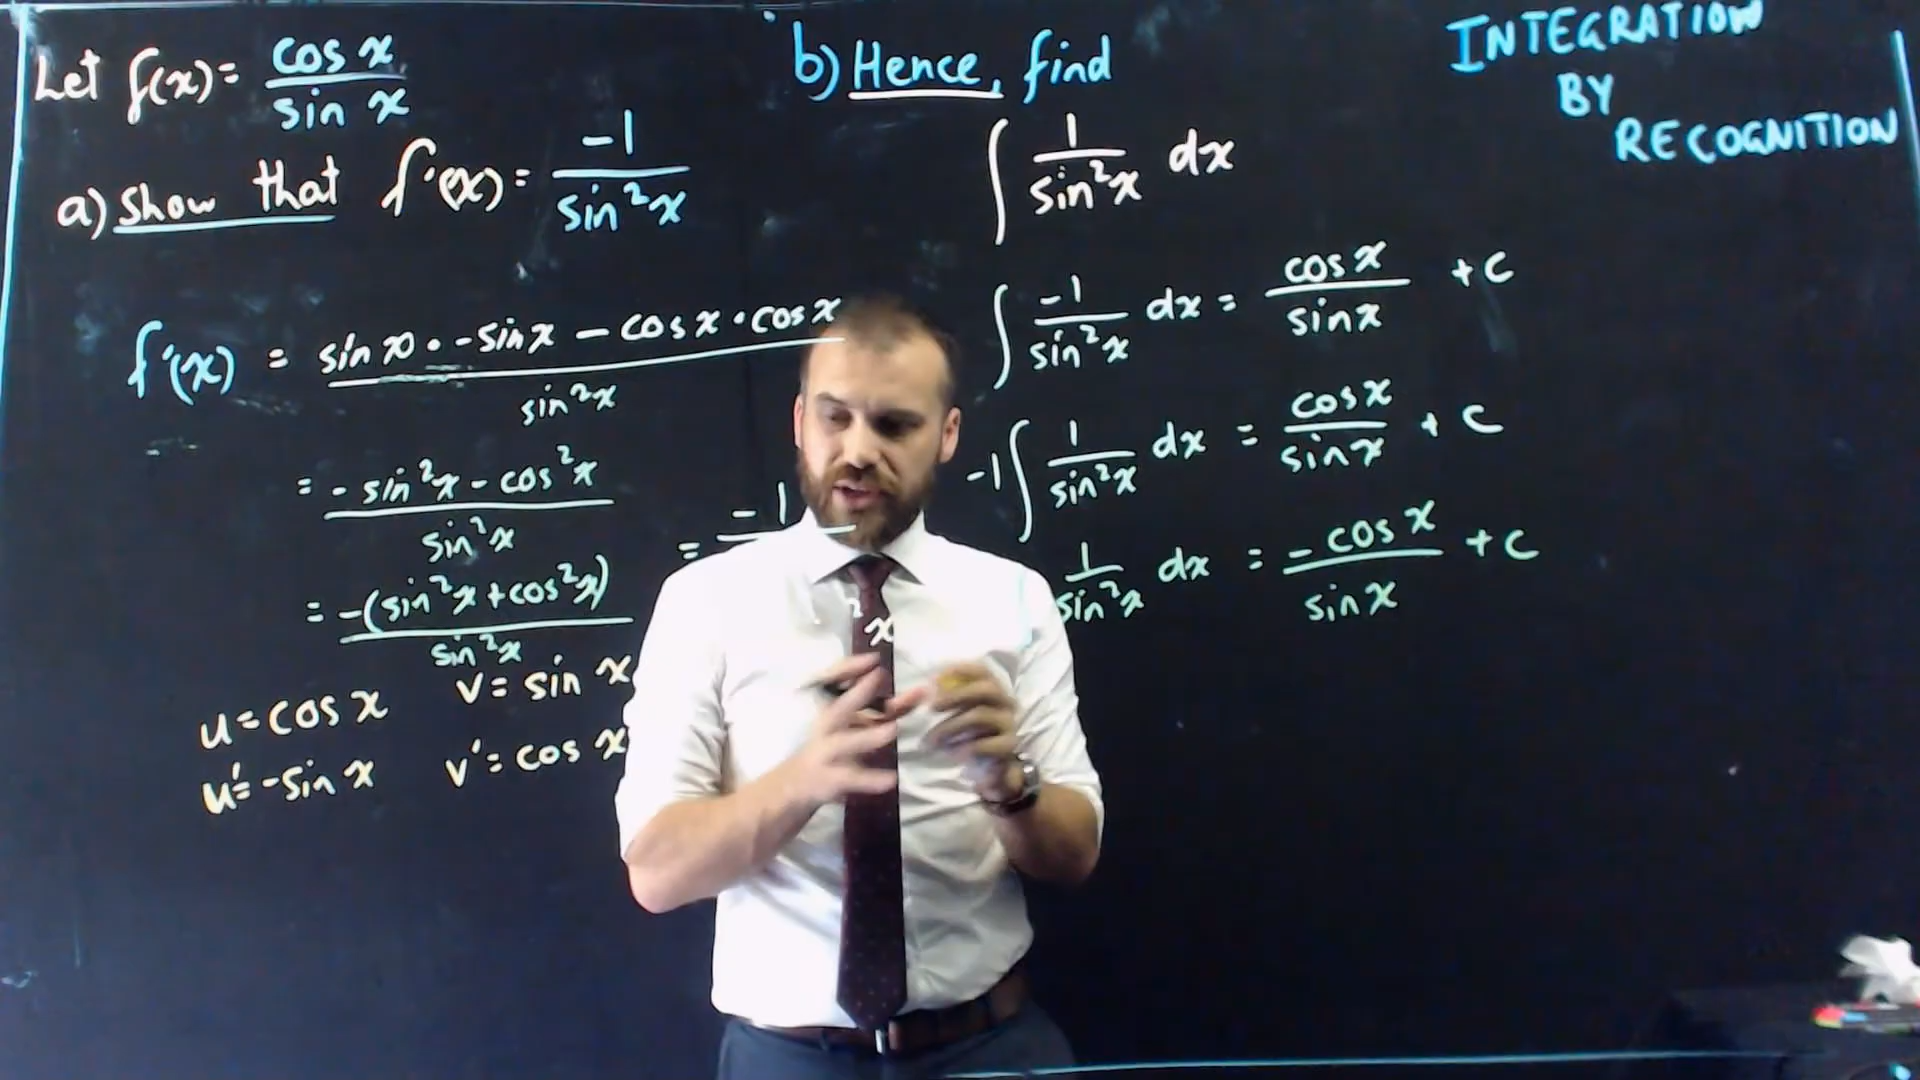 Let f(x) = cos x / sin x
a) Show that f'(x) = -1 / sin²x
f'(x) = sin x • -sin x - cos x • cos x / sin²x
= -sin²x - cos²x / sin²x
= -(sin²x + cos²x) / sin²x
= -1 / ² x
u = cos x v = sin x
u' = -sin x v' = cos x
b) Hence, find
∫ 1 / sin²x dx
∫ -1 / sin²x dx = cos x / sin x + c
-1 ∫ 1 / sin²x dx = cos x / sin x + c
1 / sin²x dx = -cos x / sin x + c
INTEGRATION
BY
RECOGNITION